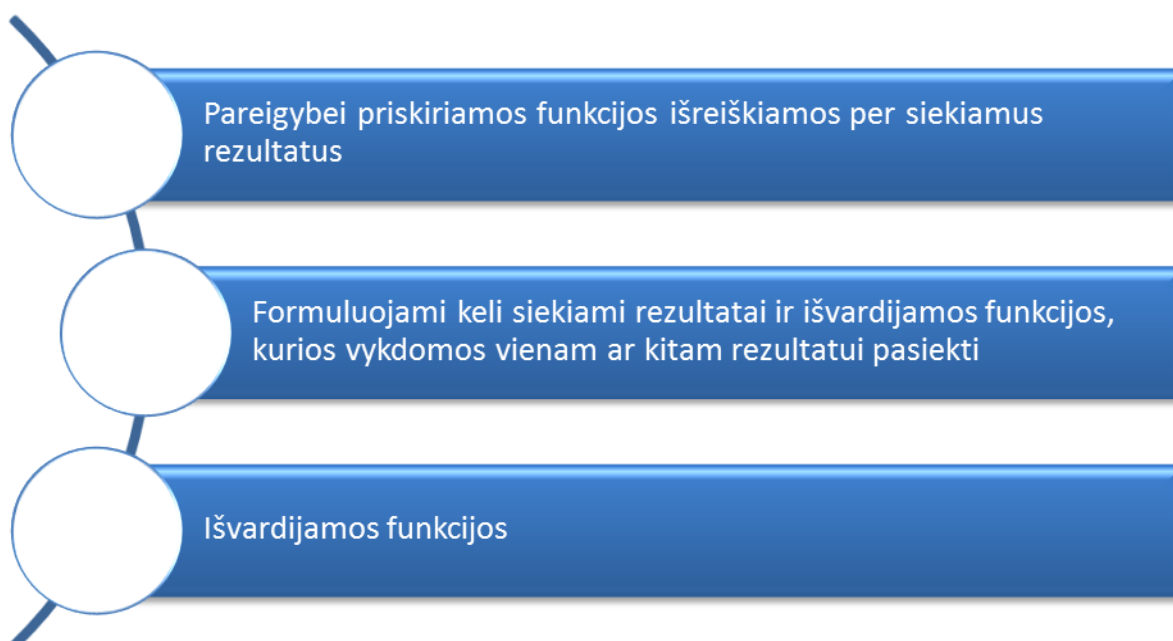 Pareigybei priskiriamos funkcijos išreiškiamos per siekiamus
rezultatus
Formuluojami keli siekiami rezultatai ir išvardijamos funkcijos,
kurios vykdomos vienam ar kitam rezultatui pasiekti
Išvardijamos funkcijos